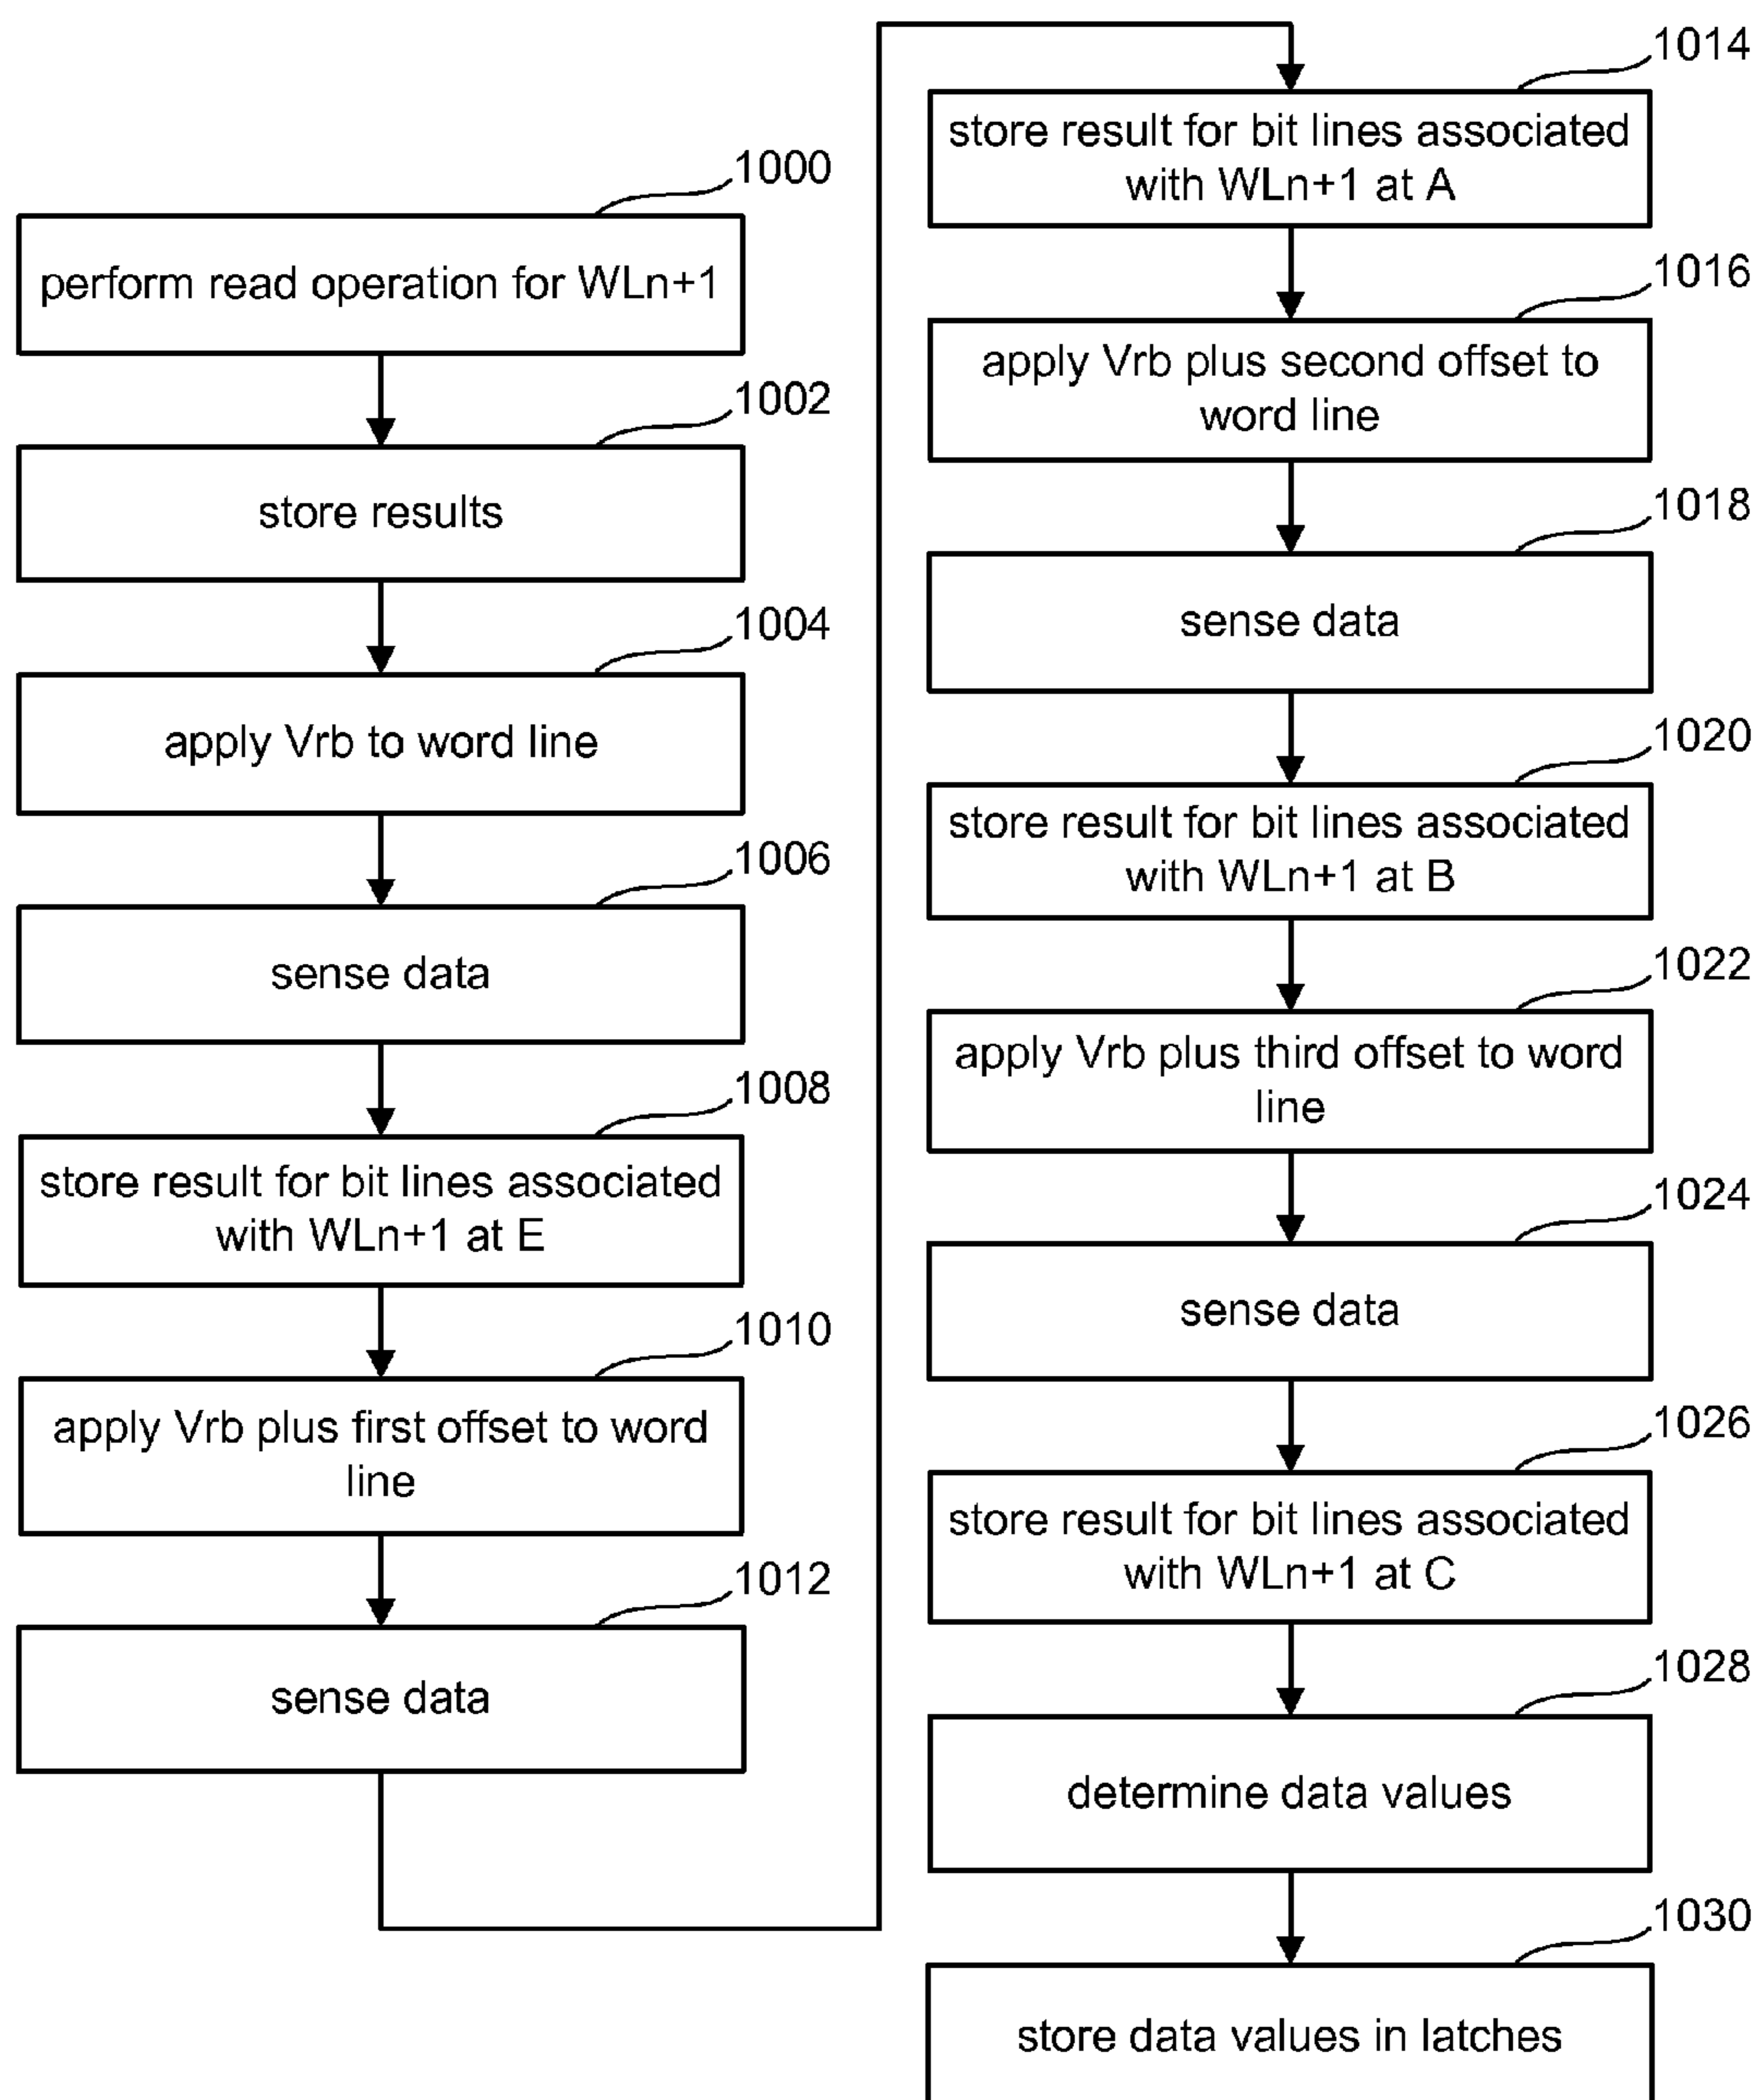 1000
perform read operation for WLn+1
1002
store results
1004
apply Vrb to word line
1006
sense data
1008
store result for bit lines associated
with WLn+1 at E
1010
apply Vrb plus first offset to word
line
1012
sense data
1014
store result for bit lines associated
with WLn+1 at A
1016
apply Vrb plus second offset to
word line
1018
sense data
1020
store result for bit lines associated
with WLn+1 at B
1022
apply Vrb plus third offset to word
line
1024
sense data
1026
store result for bit lines associated
with WLn+1 at C
1028
determine data values
1030
store data values in latches